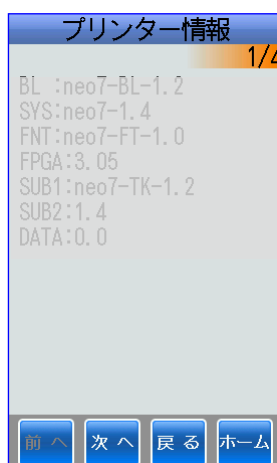 プリンター情報
1/4
BL :neo7-BL-1.2
SYS:neo7-1.4
FNT:neo7-FT-1.0
FPGA:3.05
SUB1:neo7-TK-1.2
SUB2:1.4
DATA:0.0
前へ 次へ 戻る ホーム